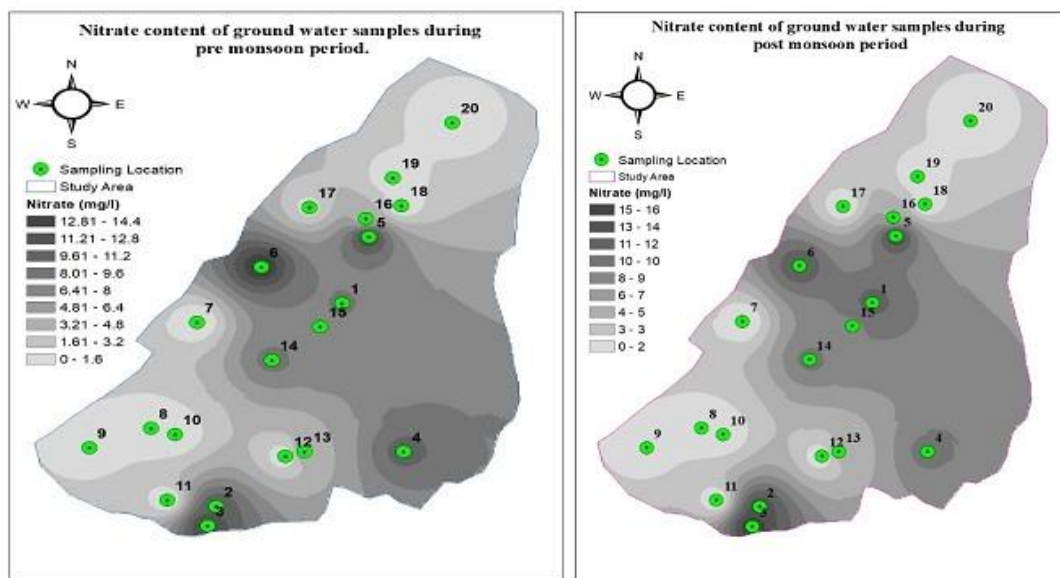 Nitrate content of ground water samples during
pre monsoon period.
N
W
E
S
Sampling Location
Study Area
Nitrate (mg/l)
12.81 - 14.4
11.21 - 12.8
9.61 - 11.2
8.01 - 9.6
6.41 - 8
4.81 - 6.4
3.21 - 4.8
1.61 - 3.2
0 - 1.6
20
19
18
17
16
5
6
1
7
15
14
8
10
9
12
13
4
11
2
3
Nitrate content of ground water samples during
post monsoon period
N
W
E
S
Sampling Location
Study Area
Nitrate (mg/l)
15 - 16
13 - 14
11 - 12
10 - 10
8 - 9
6 - 7
4 - 5
3 - 3
0 - 2
20
19
18
17
16
5
6
1
7
15
14
8
10
9
12
13
4
11
2
3